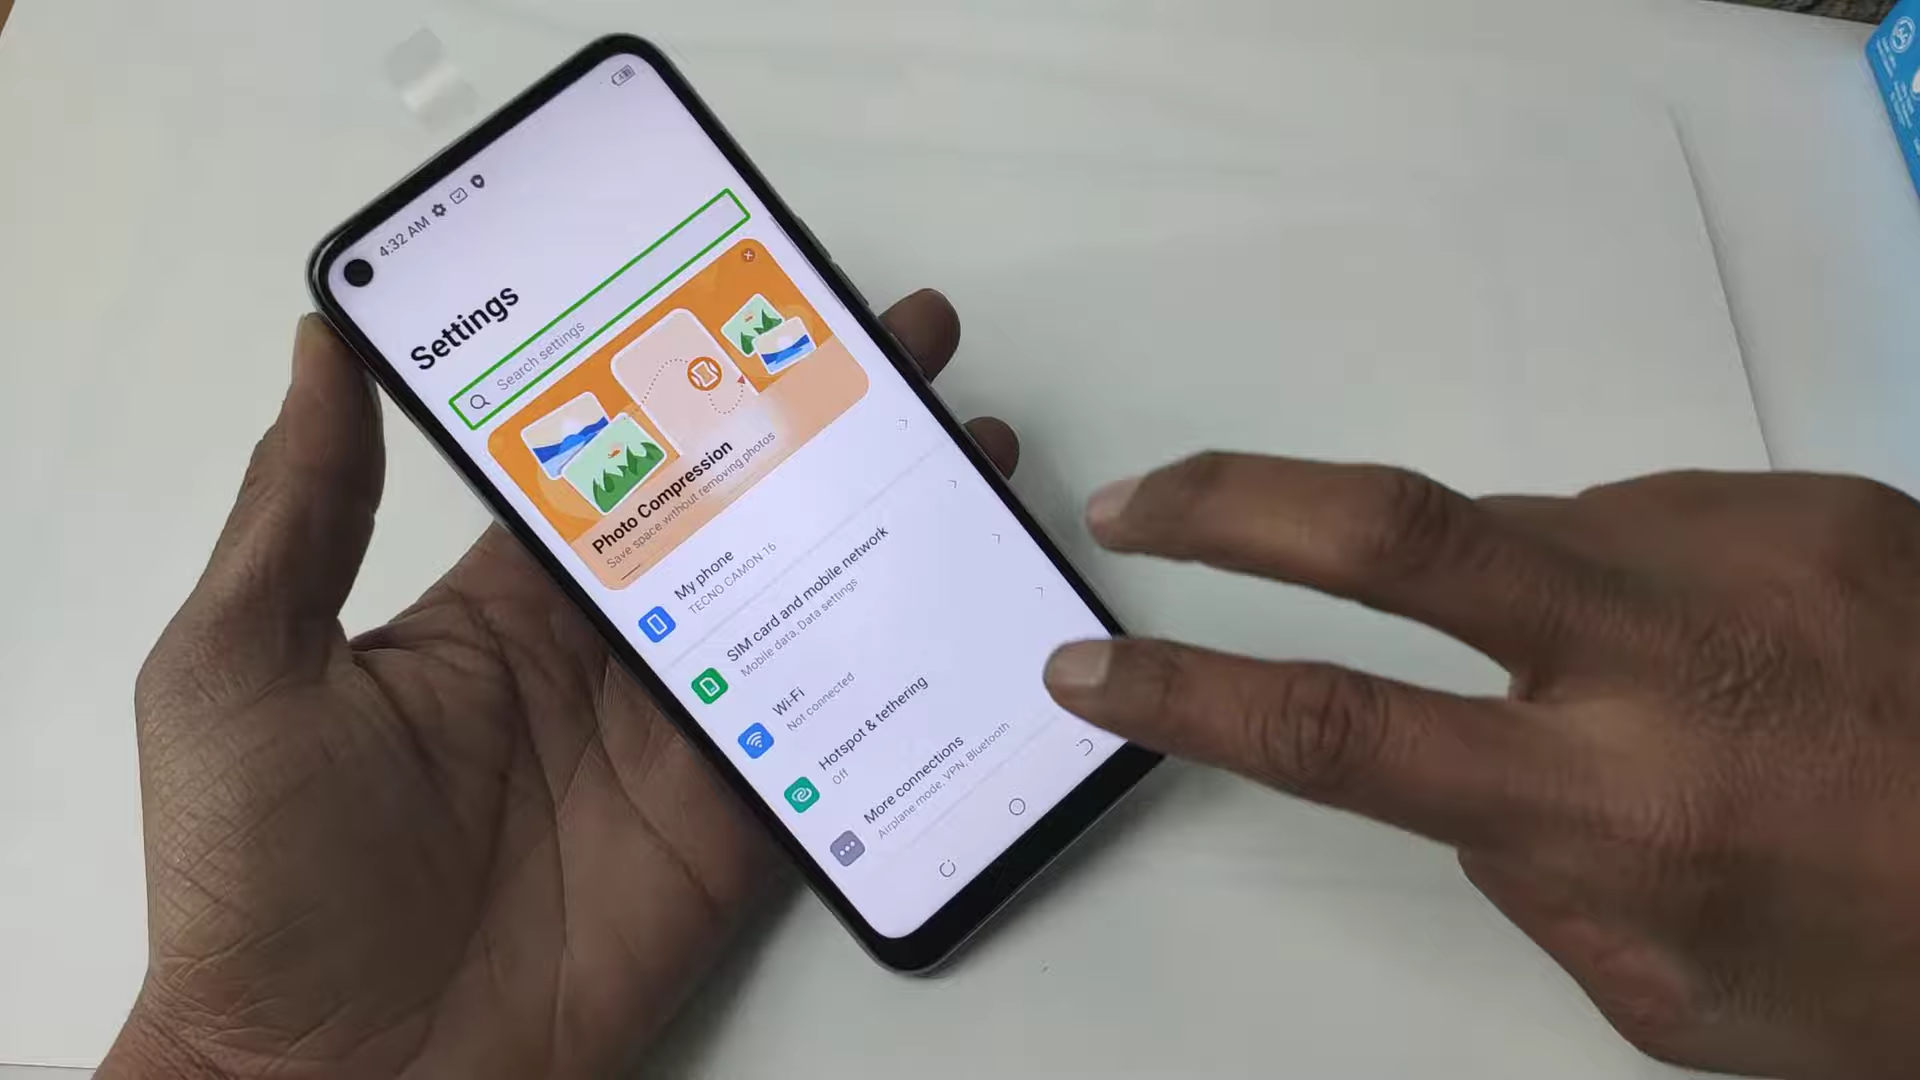 4:32 AM
Settings
Search settings
Photo Compression
Save space without removing photos
My phone
TECNO CAMON 16
SIM card and mobile network
Mobile data, Data settings
Wi-Fi
Not connected
Hotspot & tethering
Off
More connections
Airplane mode, VPN, Bluetooth